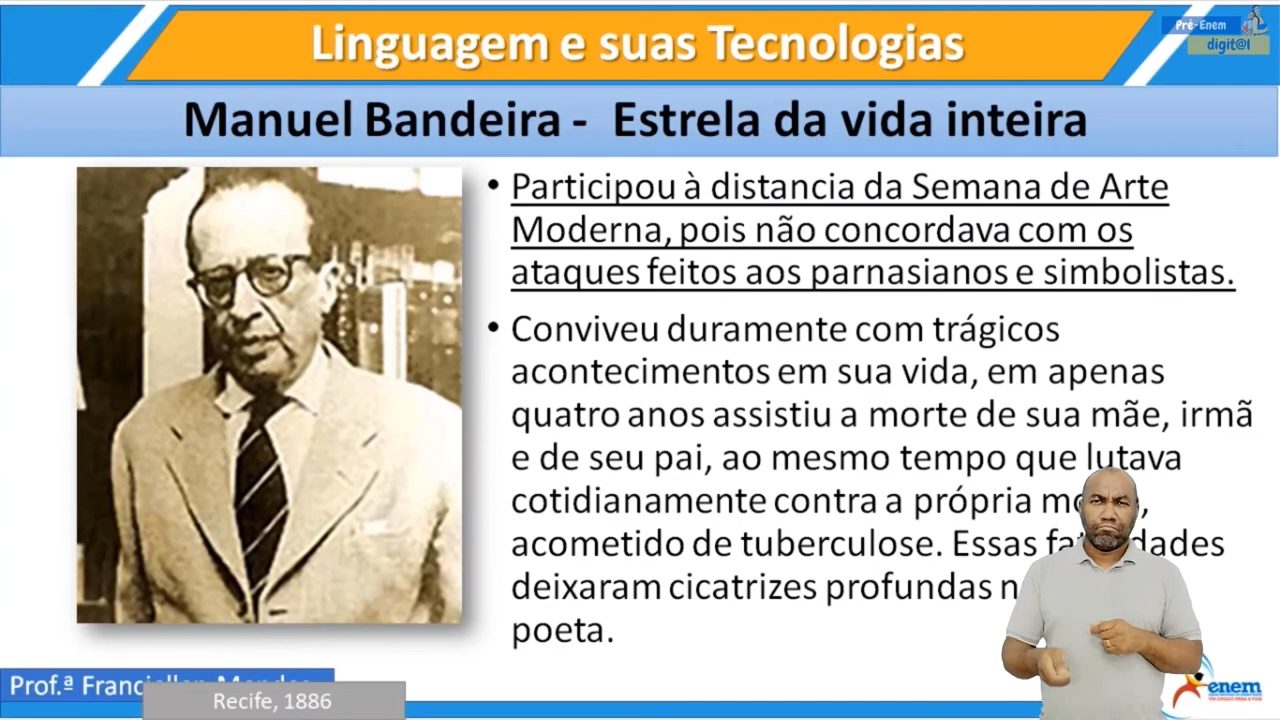 Linguagem e suas Tecnologias
Pré-Enem
digit@l
Manuel Bandeira - Estrela da vida inteira
• Participou à distancia da Semana de Arte
Moderna, pois não concordava com os
ataques feitos aos parnasianos e simbolistas.
• Conviveu duramente com trágicos
acontecimentos em sua vida, em apenas
quatro anos assistiu a morte de sua mãe, irmã
e de seu pai, ao mesmo tempo que lutava
cotidianamente contra a própria
acometido de tuberculose. Essas
deixaram cicatrizes profundas
poeta.
Prof.ª
Recife, 1886
enem